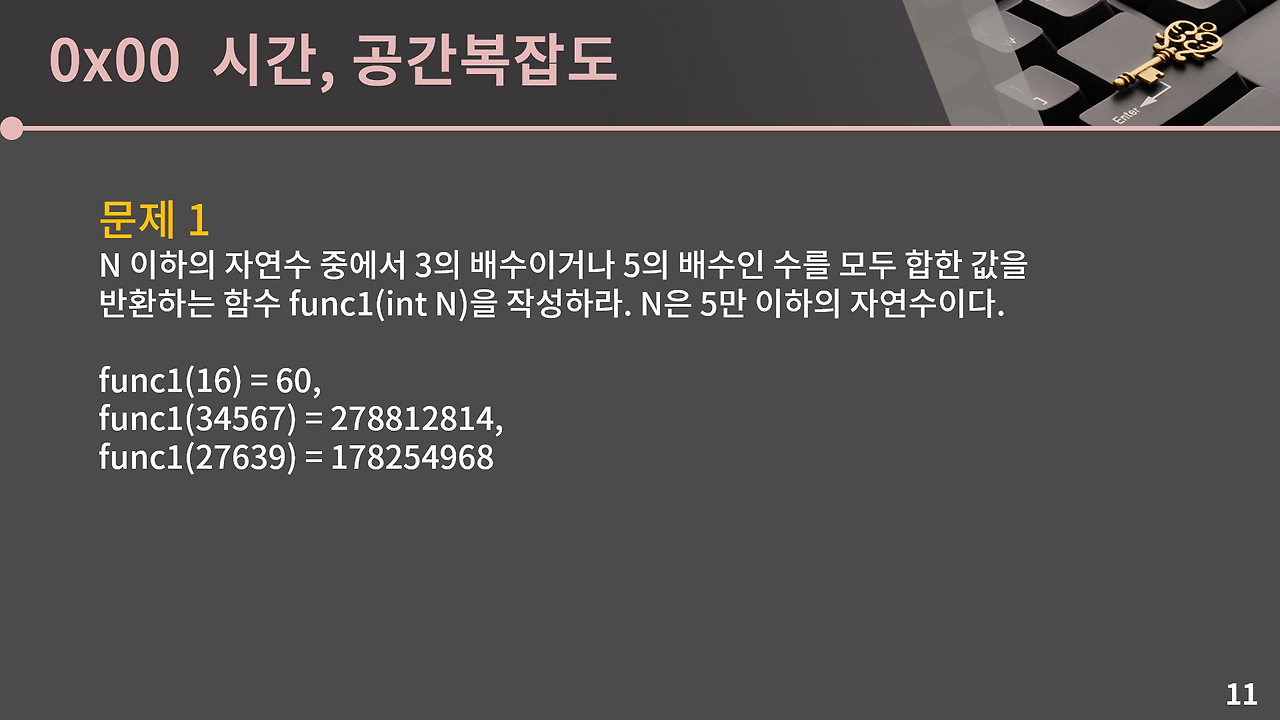 0x00 시간, 공간복잡도
Enter
문제 1
N 이하의 자연수 중에서 3의 배수이거나 5의 배수인 수를 모두 합한 값을
반환하는 함수 func1(int N)을 작성하라. N은 5만 이하의 자연수이다.
func1(16) = 60,
func1(34567) = 278812814,
func1(27639) = 178254968
11